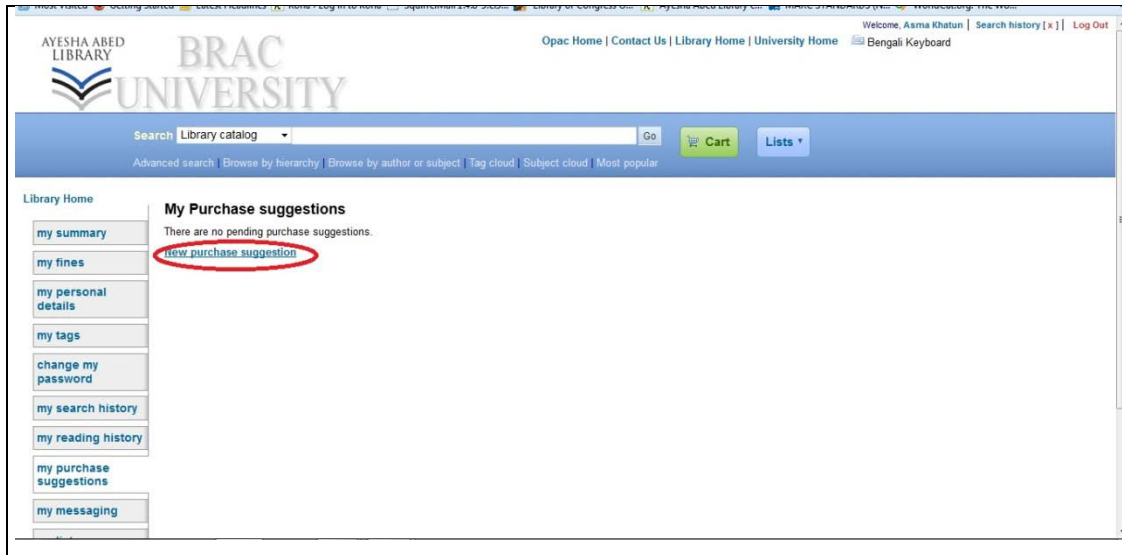 Welcome, Asma Khatun | Search history [ x ] | Log Out
Opac Home | Contact Us | Library Home | University Home
Bengali Keyboard
AYESHA ABED
LIBRARY
BRAC
UNIVERSITY
Search Library catalog Go
Cart
Lists
Advanced search | Browse by hierarchy | Browse by author or subject | Tag cloud | Subject cloud | Most popular
Library Home
my summary
my fines
my personal
details
my tags
change my
password
my search history
my reading history
my purchase
suggestions
my messaging
My Purchase suggestions
There are no pending purchase suggestions.
New purchase suggestion